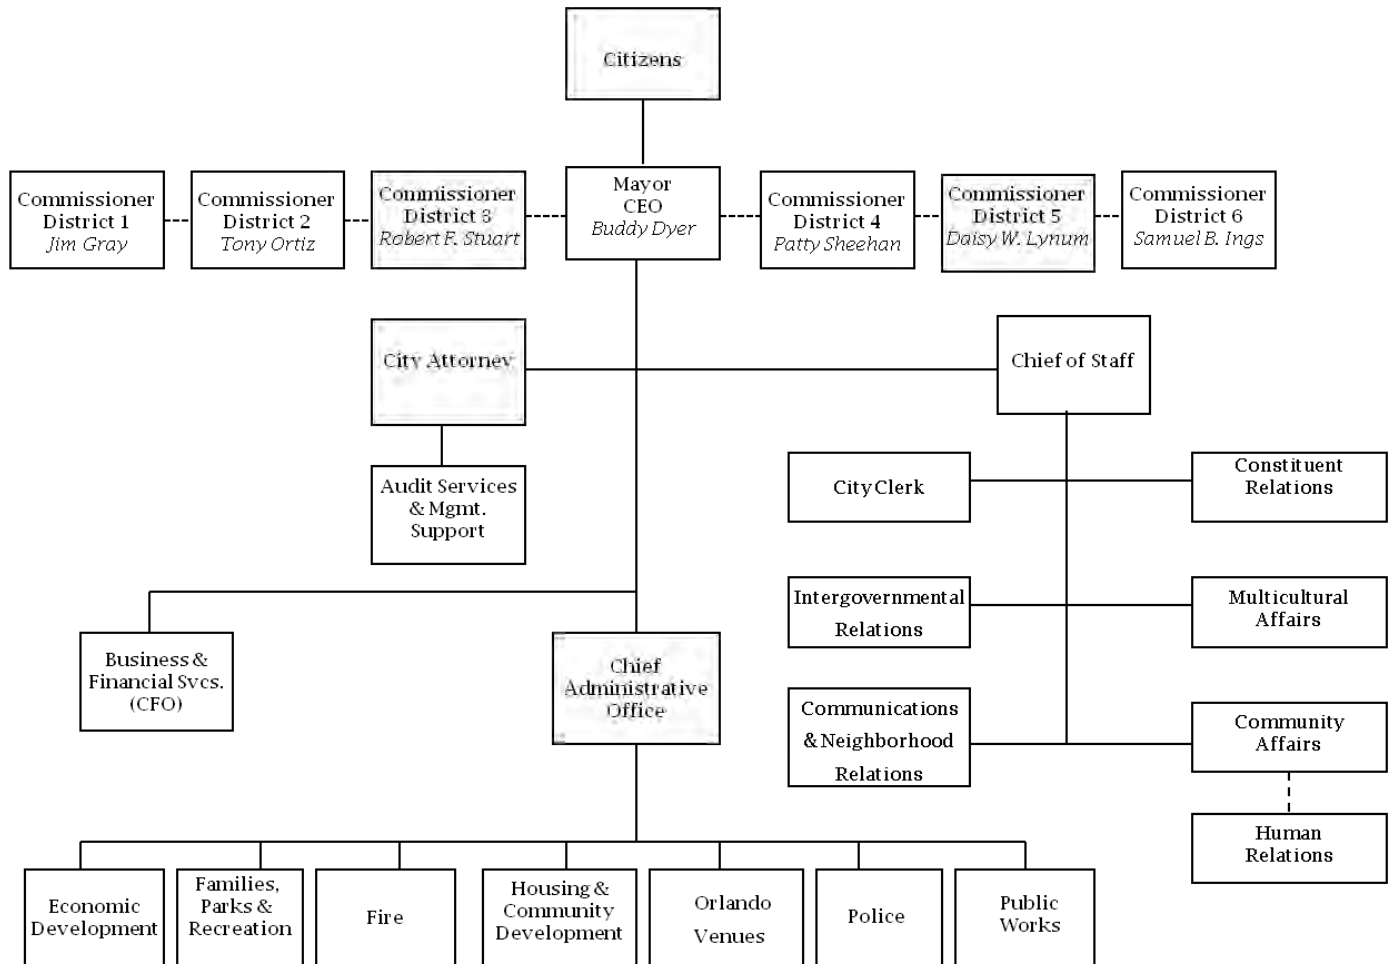 Citizens
Commissioner
District 1
Jim Gray
Commissioner
District 2
Tony Ortiz
Commissioner
District 3
Robert F. Stuart
Mayor
CEO
Buddy Dyer
Commissioner
District 4
Patty Sheehan
Commissioner
District 5
Daisy W. Lynum
Commissioner
District 6
Samuel B. Ings
City Attorney
Chief of Staff
Audit Services
& Mgmt.
Support
City Clerk
Constituent
Relations
Intergovernmental
Relations
Multicultural
Affairs
Business &
Financial Svcs.
(CFO)
Chief
Administrative
Office
Communications
& Neighborhood
Relations
Community
Affairs
Human
Relations
Economic
Development
Families,
Parks &
Recreation
Fire
Housing &
Community
Development
Orlando
Venues
Police
Public
Works